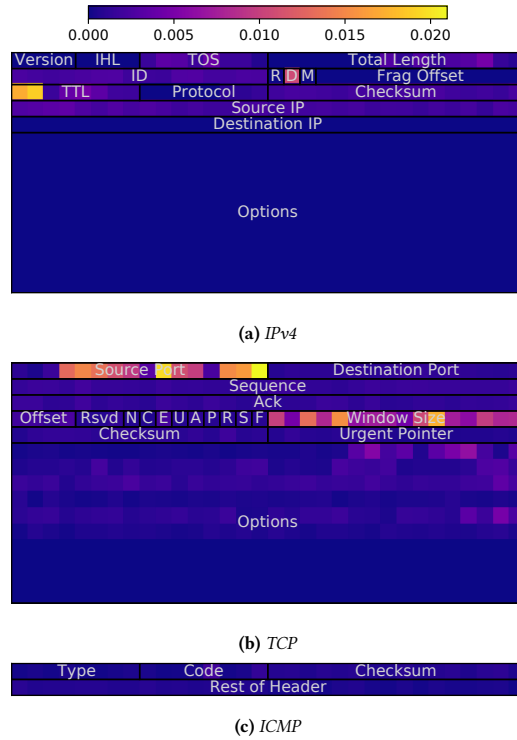 0.000 0.005 0.010 0.015 0.020
Version IHL TOS Total Length
ID R D M Frag Offset
TTL Protocol Checksum
Source IP
Destination IP
Options
(a) IPv4
Source Port Destination Port
Sequence
Ack
Offset Rsvd N C E U A P R S F Window Size
Checksum Urgent Pointer
Options
(b) TCP
Type Code Checksum
Rest of Header
(c) ICMP